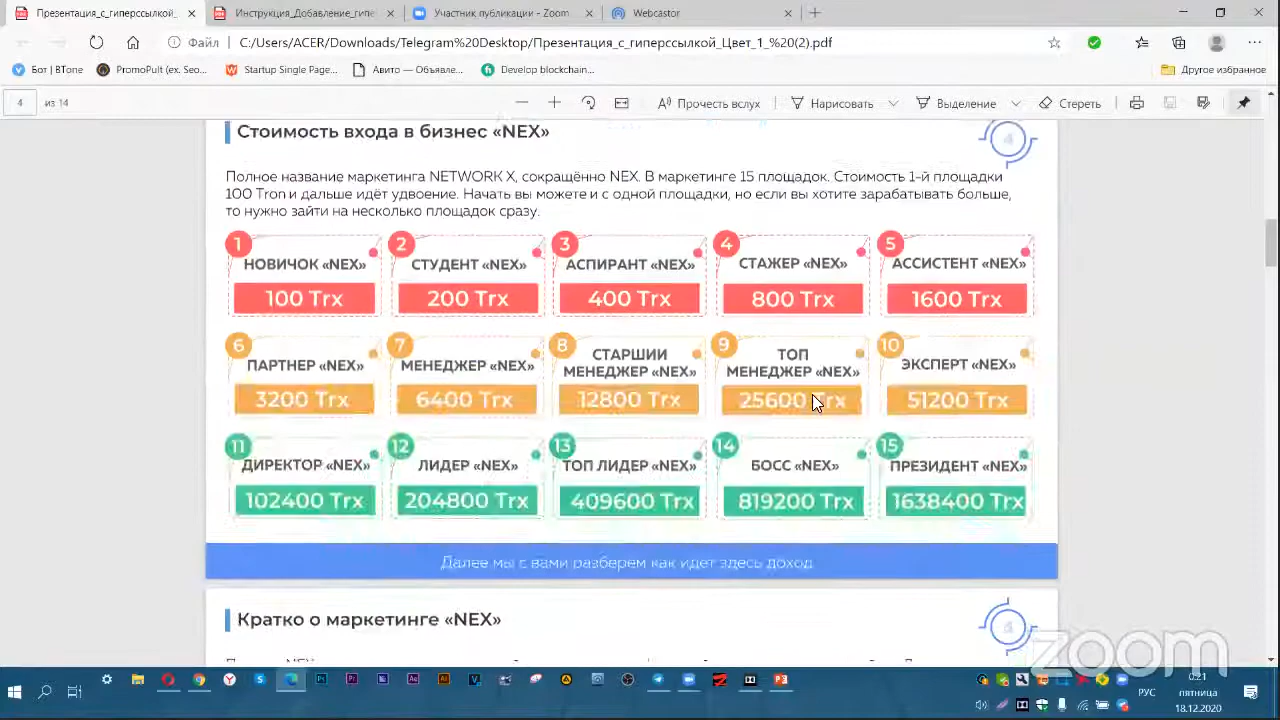 Презентация_с_гиперссылкой_
Инструкция_Добавление_гипе
Участник публикации - Zoom
Webcastor
Файл
C:/Users/ACER/Downloads/Telegram%20Desktop/Презентация_с_гиперссылкой_Цвет_1_%20(2).pdf
Бот | BTone
PromoPult (ex. Seo...
Startup Single Page...
Авито — Объявле...
Develop blockchain...
Другое избранное
4 из 14
Прочесть вслух
Нарисовать
Выделение
Стереть
Стоимость входа в бизнес «NEX»
4
Полное название маркетинга NETWORK X, сокращённо NEX. В маркетинге 15 площадок. Стоимость 1-й площадки
100 Tron и дальше идёт удвоение. Начать вы можете и с одной площадки, но если вы хотите зарабатывать больше,
то нужно зайти на несколько площадок сразу.
1
НОВИЧОК «NEX»
100 Trx
2
СТУДЕНТ «NEX»
200 Trx
3
АСПИРАНТ «NEX»
400 Trx
4
СТАЖЕР «NEX»
800 Trx
5
АССИСТЕНТ «NEX»
1600 Trx
6
ПАРТНЕР «NEX»
3200 Trx
7
МЕНЕДЖЕР «NEX»
6400 Trx
8
СТАРШИИ
МЕНЕДЖЕР «NEX»
12800 Trx
9
ТОП
МЕНЕДЖЕР «NEX»
25600 Trx
10
ЭКСПЕРТ «NEX»
51200 Trx
11
ДИРЕКТОР «NEX»
102400 Trx
12
ЛИДЕР «NEX»
204800 Trx
13
ТОП ЛИДЕР «NEX»
409600 Trx
14
БОСС «NEX»
819200 Trx
15
ПРЕЗИДЕНТ «NEX»
1638400 Trx
Далее мы с вами разберем как идет здесь доход
Кратко о маркетинге «NEX»
zoom
РУС
0:21
пятница
18.12.2020